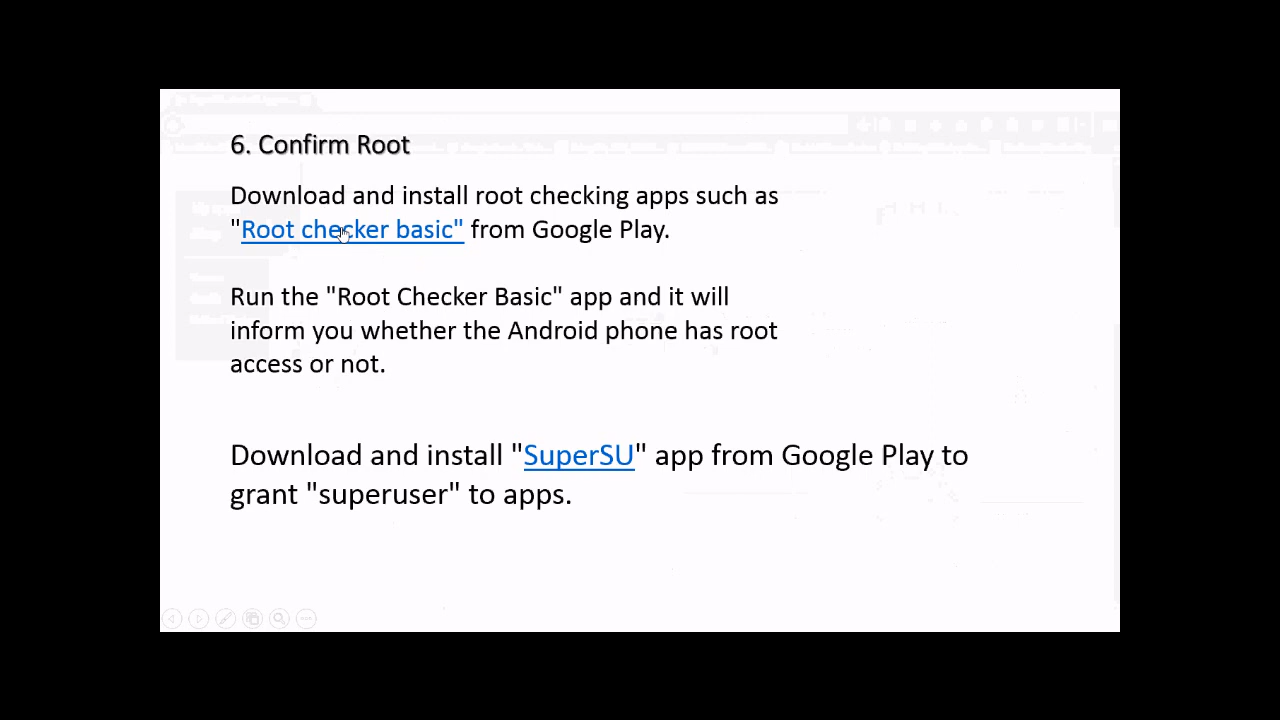 6. Confirm Root
Download and install root checking apps such as
"Root checker basic" from Google Play.
Run the "Root Checker Basic" app and it will
inform you whether the Android phone has root
access or not.
Download and install "SuperSU" app from Google Play to
grant "superuser" to apps.